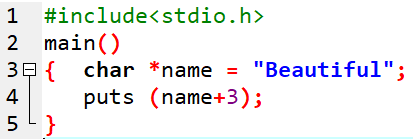 1 #include<stdio.h>
2 main()
3 { char *name = "Beautiful";
4 puts (name+3);
5 }